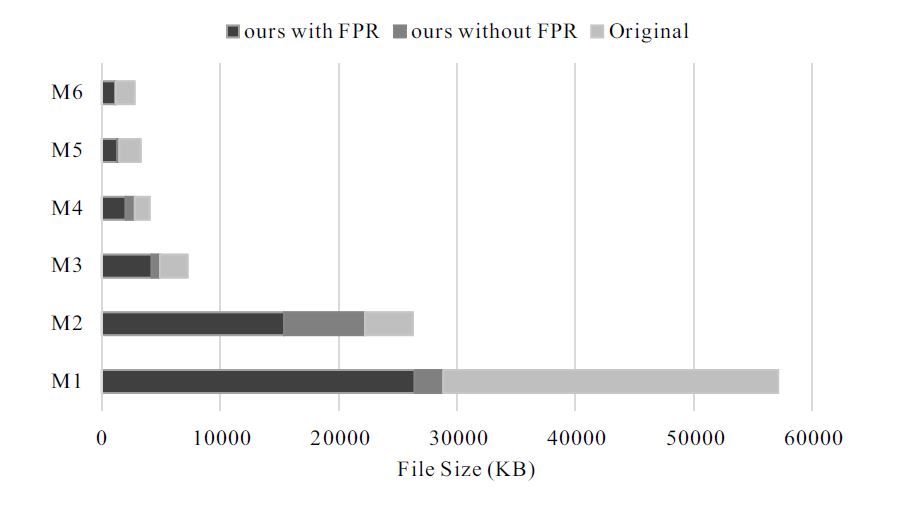 ours with FPR ours without FPR Original
M6
M5
M4
M3
M2
M1
0 10000 20000 30000 40000 50000 60000
File Size (KB)